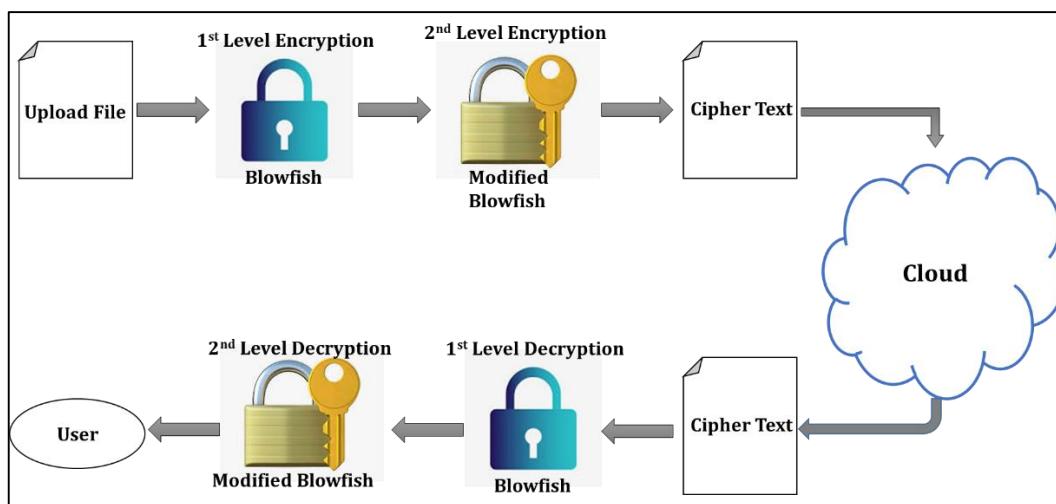 1st Level Encryption
2nd Level Encryption
Upload File
Cipher Text
Blowfish
Modified
Blowfish
Cloud
2nd Level Decryption
1st Level Decryption
User
Cipher Text
Modified Blowfish
Blowfish